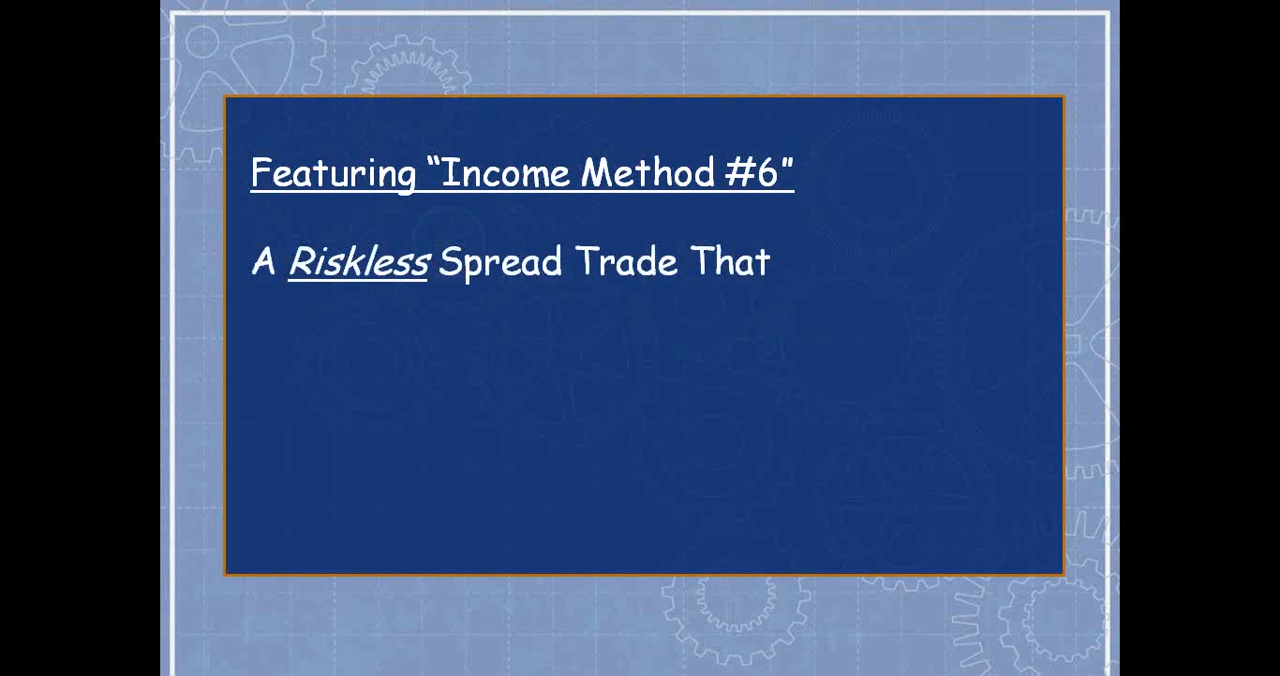 Featuring “Income Method #6”
A Riskless Spread Trade That